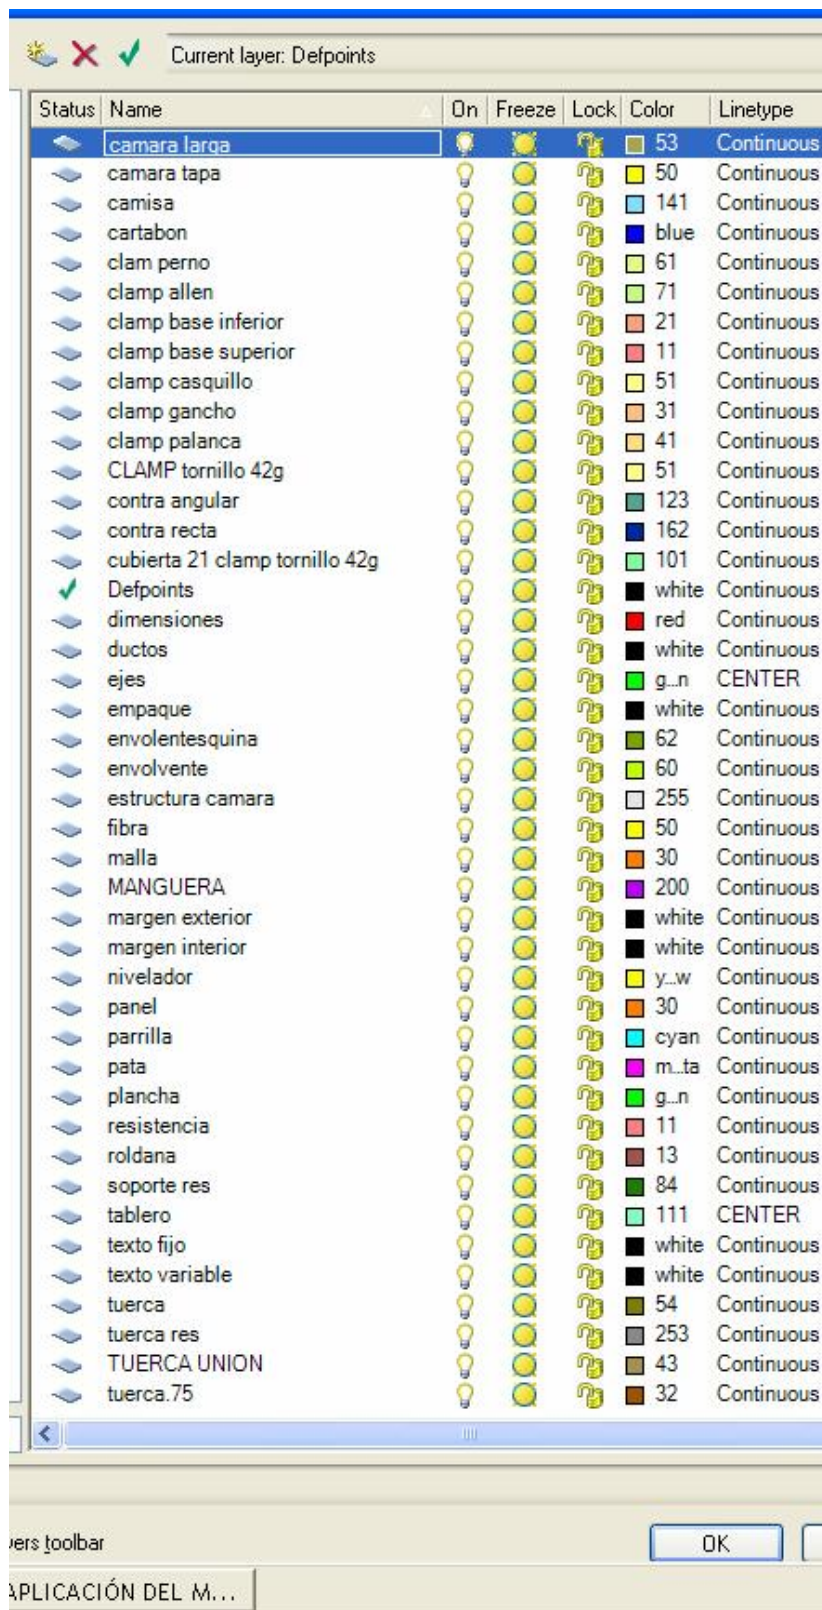 Current layer: Defpoints
Status Name On Freeze Lock Color Linetype
camara larga 53 Continuous
camara tapa 50 Continuous
camisa 141 Continuous
cartabon blue Continuous
clam perno 61 Continuous
clamp allen 71 Continuous
clamp base inferior 21 Continuous
clamp base superior 11 Continuous
clamp casquillo 51 Continuous
clamp gancho 31 Continuous
clamp palanca 41 Continuous
CLAMP tornillo 42g 51 Continuous
contra angular 123 Continuous
contra recta 162 Continuous
cubierta 21 clamp tornillo 42g 101 Continuous
Defpoints white Continuous
dimensiones red Continuous
ductos white Continuous
ejes g...n CENTER
empaque white Continuous
envolentesquina 62 Continuous
envolvente 60 Continuous
estructura camara 255 Continuous
fibra 50 Continuous
malla 30 Continuous
MANGUERA 200 Continuous
margen exterior white Continuous
margen interior white Continuous
nivelador y...w Continuous
panel 30 Continuous
parrilla cyan Continuous
pata m...ta Continuous
plancha g...n Continuous
resistencia 11 Continuous
roldana 13 Continuous
soporte res 84 Continuous
tablero 111 CENTER
texto fijo white Continuous
texto variable white Continuous
tuerca 54 Continuous
tuerca res 253 Continuous
TUERCA UNION 43 Continuous
tuerca.75 32 Continuous
yers toolbar OK
APLICACIÓN DEL M...